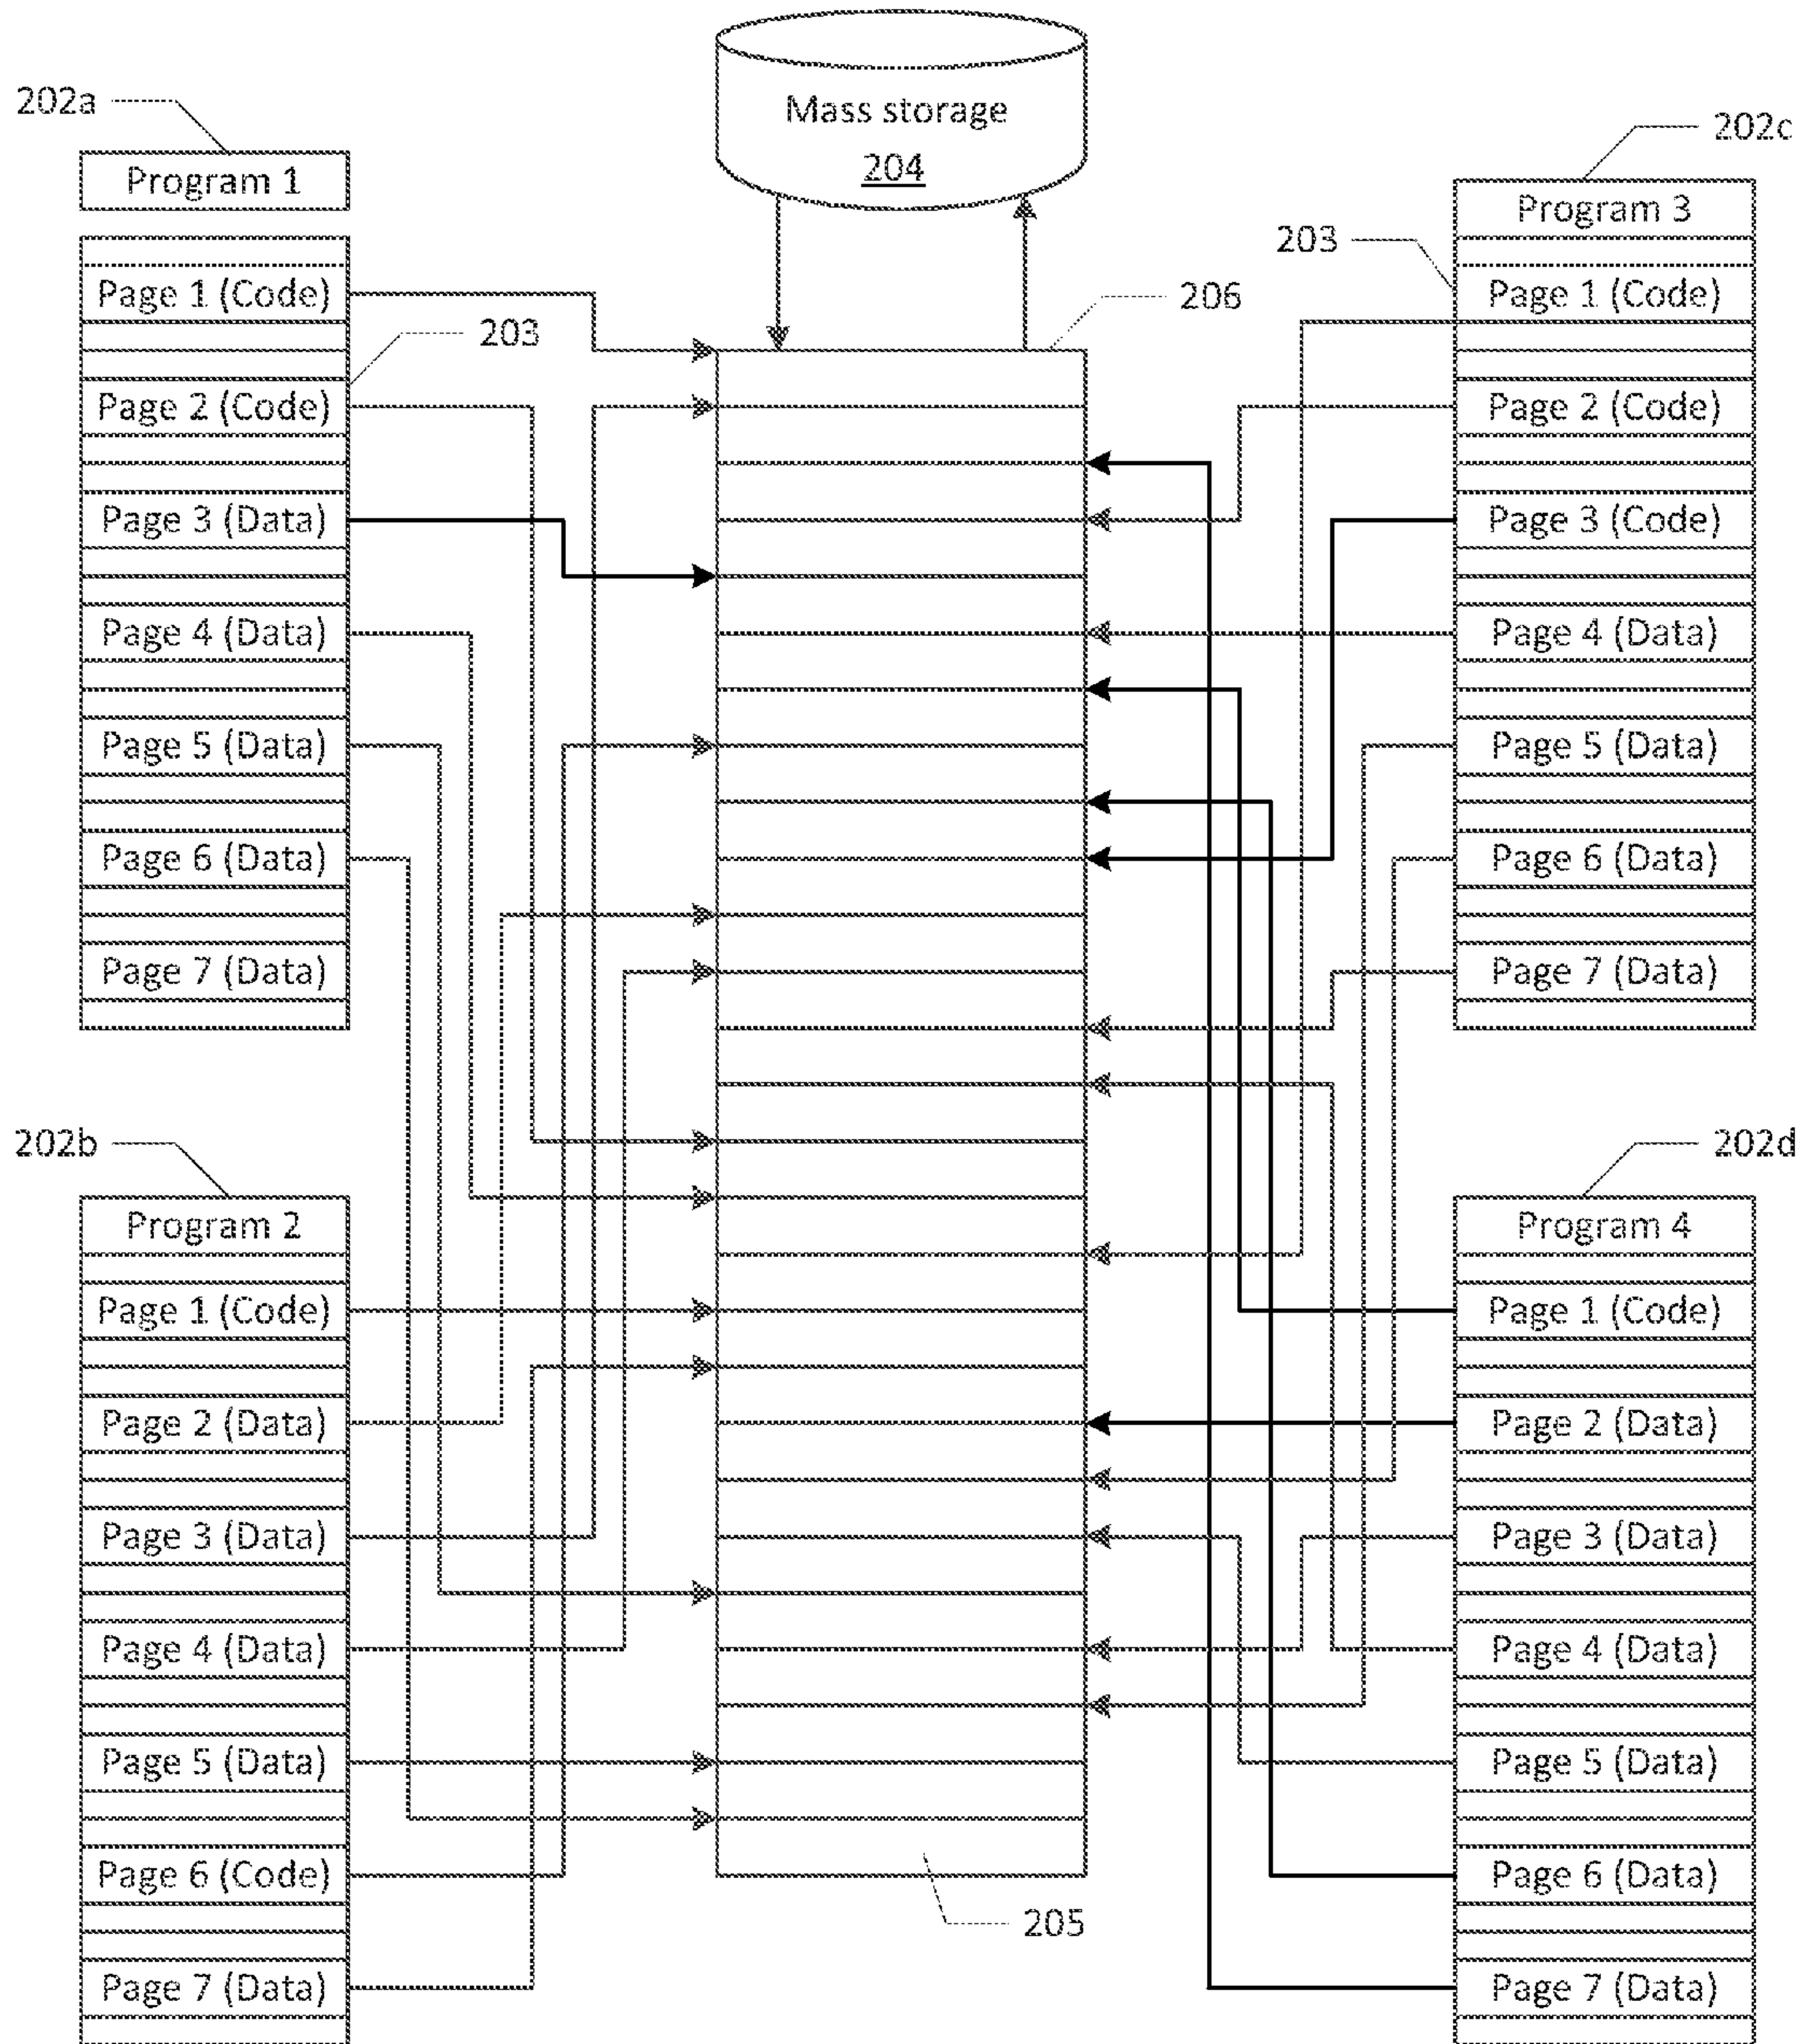 Mass storage
204
202a
Program 1
Page 1 (Code)
203
Page 2 (Code)
Page 3 (Data)
Page 4 (Data)
Page 5 (Data)
Page 6 (Data)
Page 7 (Data)
202b
Program 2
Page 1 (Code)
Page 2 (Data)
Page 3 (Data)
Page 4 (Data)
Page 5 (Data)
Page 6 (Code)
Page 7 (Data)
206
205
202c
Program 3
203
Page 1 (Code)
Page 2 (Code)
Page 3 (Code)
Page 4 (Data)
Page 5 (Data)
Page 6 (Data)
Page 7 (Data)
202d
Program 4
Page 1 (Code)
Page 2 (Data)
Page 3 (Data)
Page 4 (Data)
Page 5 (Data)
Page 6 (Data)
Page 7 (Data)